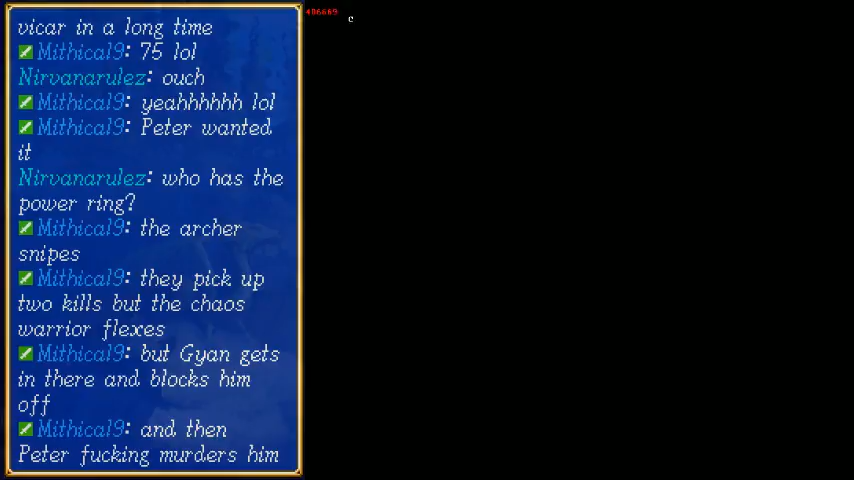 vicar in a long time
Mithical9: 75 lol
Nirvanarulez: ouch
Mithical9: yeahhhhhh lol
Mithical9: Peter wanted
it
Nirvanarulez: who has the
power ring?
Mithical9: the archer
snipes
Mithical9: they pick up
two kills but the chaos
warrior flexes
Mithical9: but Gyan gets
in there and blocks him
off
Mithical9: and then
Peter fucking murders him
406669
c